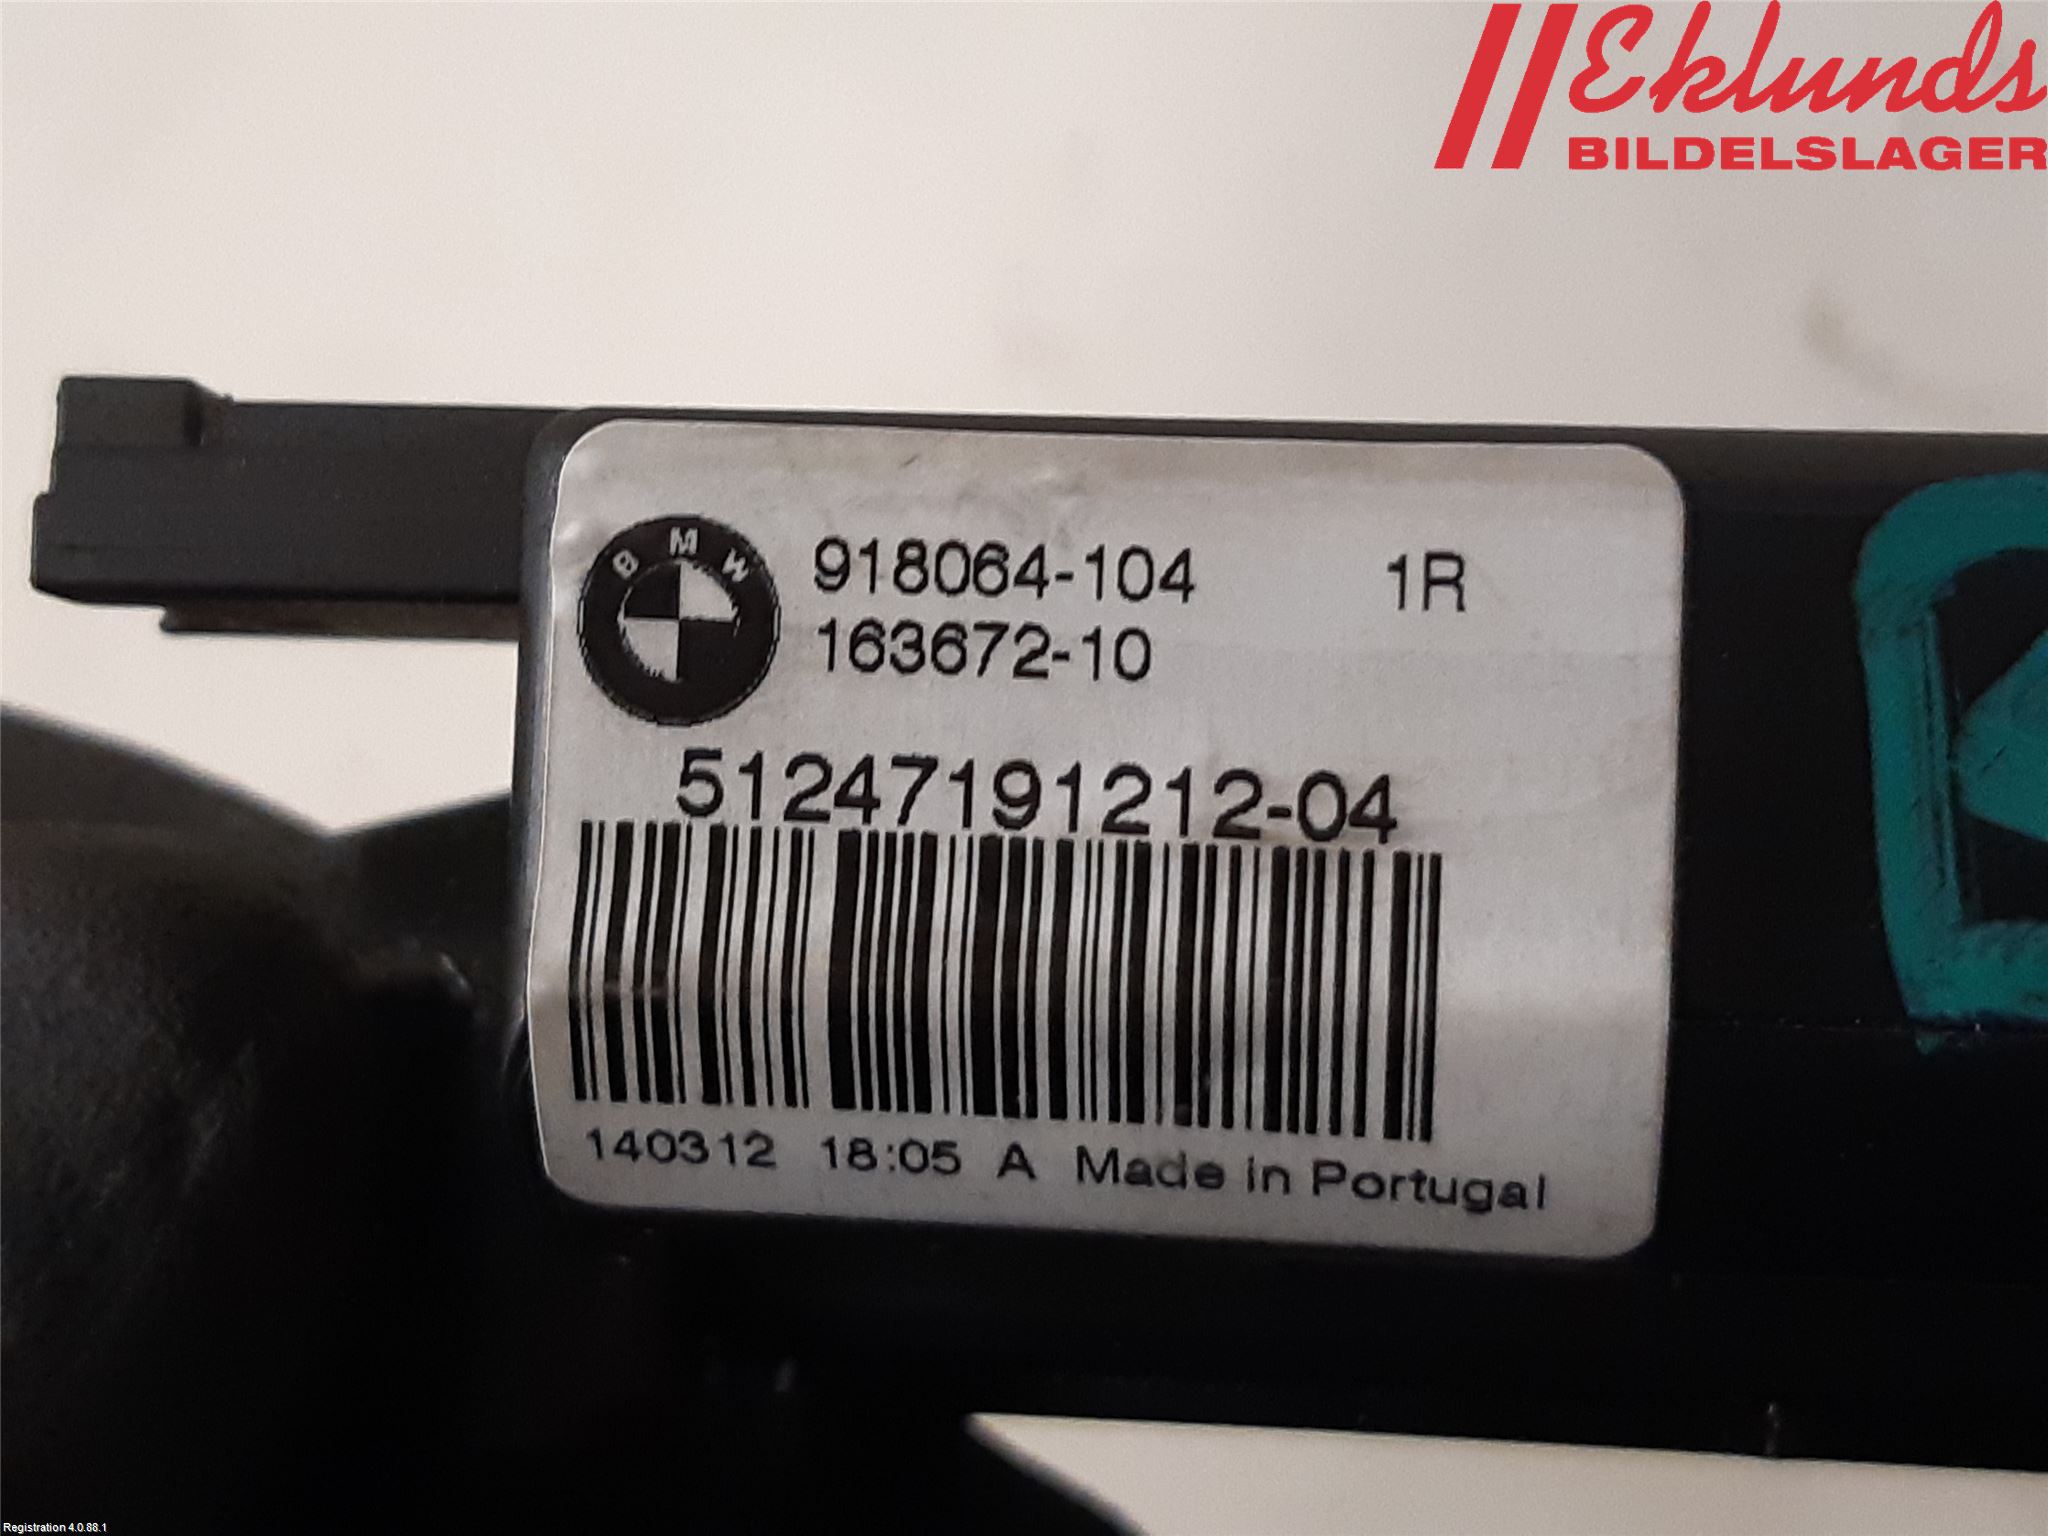 Eklunds
BILDELSLAGER
BMW
918064-104 1R
163672-10
51247191212-04
140312 18:05 A Made in Portugal
Registration 4.0.88.1